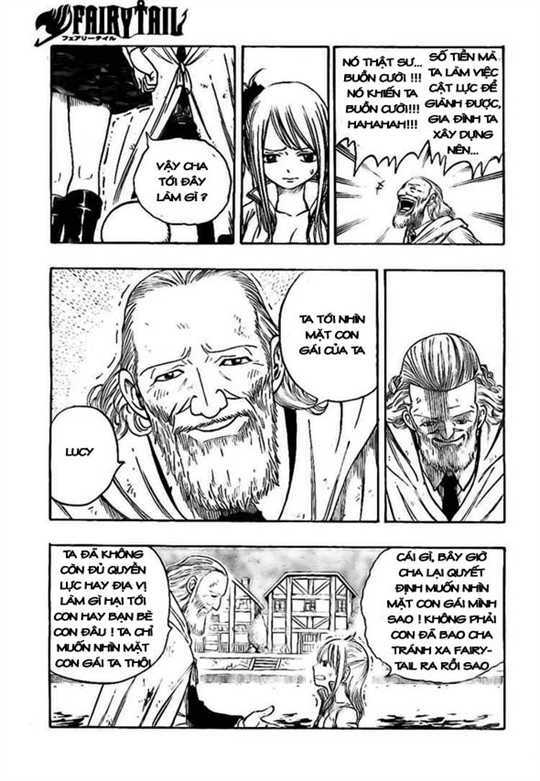 FAIRY TAIL
フェアリーテイル
SỐ TIỀN MÀ
TA LÀM VIỆC
CẬT LỰC ĐỂ
GIÀNH ĐƯỢC,
GIA ĐÌNH TA
XÂY DỰNG
NÊN...
NÓ THẬT SỰ...
BUỒN CƯỜI !!!
NÓ KHIẾN TA
BUỒN CƯỜI!!!
HAHAHAH!!!
VẬY CHA
TỚI ĐÂY
LÀM GÌ ?
TA TỚI NHÌN
MẶT CON
GÁI CỦA TA
LUCY
CÁI GÌ, BÂY GIỜ
CHA LẠI QUYẾT
ĐỊNH MUỐN NHÌN
MẶT CON GÁI MÌNH
SAO ! KHÔNG PHẢI
CON ĐÃ BẢO CHA
TRÁNH XA FAIRY-
TAIL RA RỒI SAO
TA ĐÃ KHÔNG
CÒN ĐỦ QUYỀN
LỰC HAY ĐỊA VỊ
LÀM GÌ HẠI TỚI
CON HAY BẠN BÈ
CON ĐÂU ! TA CHỈ
MUỐN NHÌN MẶT
CON GÁI TA THÔI